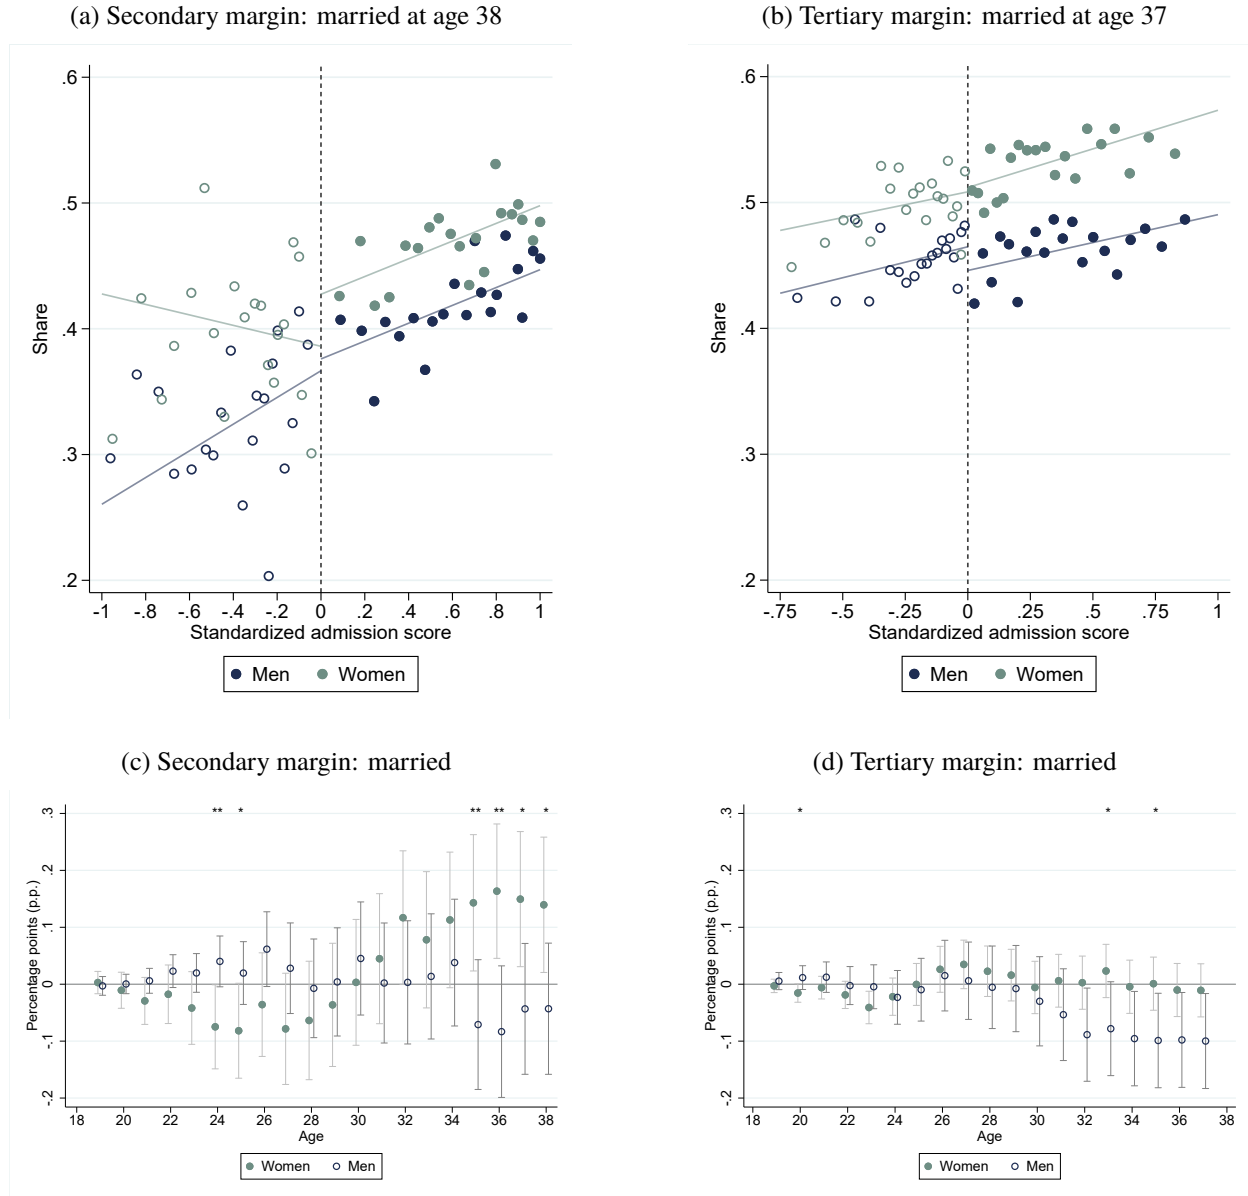 (a) Secondary margin: married at age 38
.6
.5
.4
.3
.2
Share
-1 -.8 -.6 -.4 -.2 0 .2 .4 .6 .8 1
Standardized admission score
Men Women
(b) Tertiary margin: married at age 37
.6
.5
.4
.3
.2
Share
-.75 -.5 -.25 0 .25 .5 .75 1
Standardized admission score
Men Women
(c) Secondary margin: married
** * ** ** * *
.3
.2
.1
0
-.1
-.2
Percentage points (p.p.)
18 20 22 24 26 28 30 32 34 36 38
Age
Women Men
(d) Tertiary margin: married
* * *
.3
.2
.1
0
-.1
-.2
Percentage points (p.p.)
18 20 22 24 26 28 30 32 34 36 38
Age
Women Men